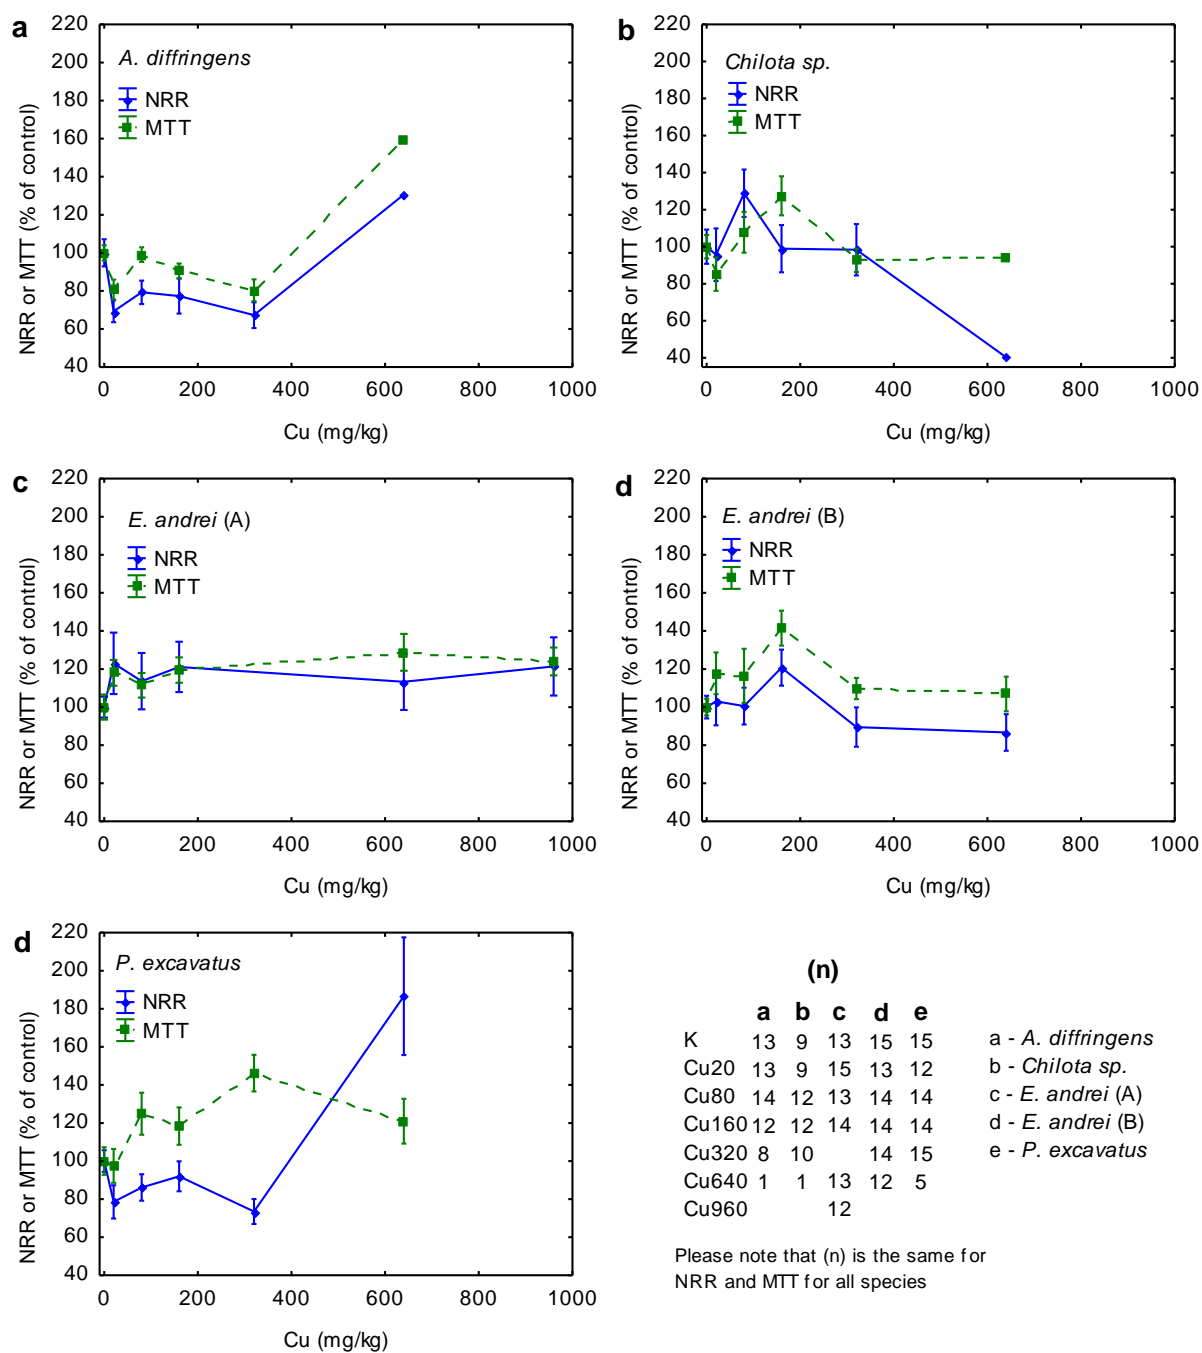 a
A. diffringens
NRR
MTT
NRR or MTT (% of control)
220
200
180
160
140
120
100
80
60
40
0 200 400 600 800 1000
Cu (mg/kg)
b
Chilota sp.
NRR
MTT
NRR or MTT (% of control)
220
200
180
160
140
120
100
80
60
40
0 200 400 600 800 1000
Cu (mg/kg)
c
E. andrei (A)
NRR
MTT
NRR or MTT (% of control)
220
200
180
160
140
120
100
80
60
40
0 200 400 600 800 1000
Cu (mg/kg)
d
E. andrei (B)
NRR
MTT
NRR or MTT (% of control)
220
200
180
160
140
120
100
80
60
40
0 200 400 600 800 1000
Cu (mg/kg)
d
P. excavatus
NRR
MTT
NRR or MTT (% of control)
220
200
180
160
140
120
100
80
60
40
0 200 400 600 800 1000
Cu (mg/kg)
(n)
a b c d e
K 13 9 13 15 15
Cu20 13 9 15 13 12
Cu80 14 12 13 14 14
Cu160 12 12 14 14 14
Cu320 8 10 14 15
Cu640 1 1 13 12 5
Cu960 12
a - A. diffringens
b - Chilota sp.
c - E. andrei (A)
d - E. andrei (B)
e - P. excavatus
Please note that (n) is the same for
NRR and MTT for all species